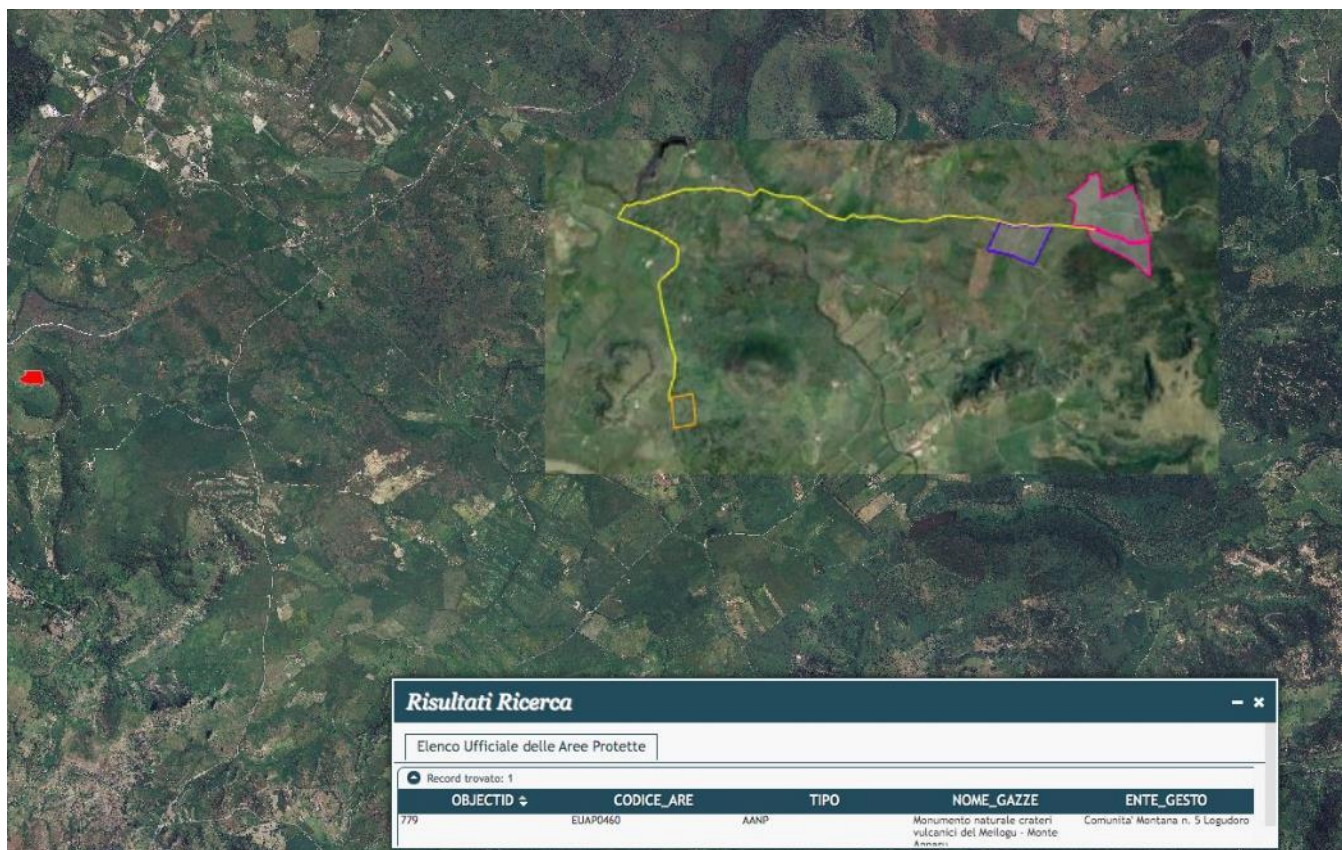 Risultati Ricerca
Elenco Ufficiale delle Aree Protette
Record trovato: 1
OBJECTID CODICE_ARE TIPO NOME_GAZZE ENTE_GESTO
779 EUAP0460 AANP Monumento naturale crateri Comunita' Montana n. 5 Logudoro
vulcanici del Meilogu - Monte